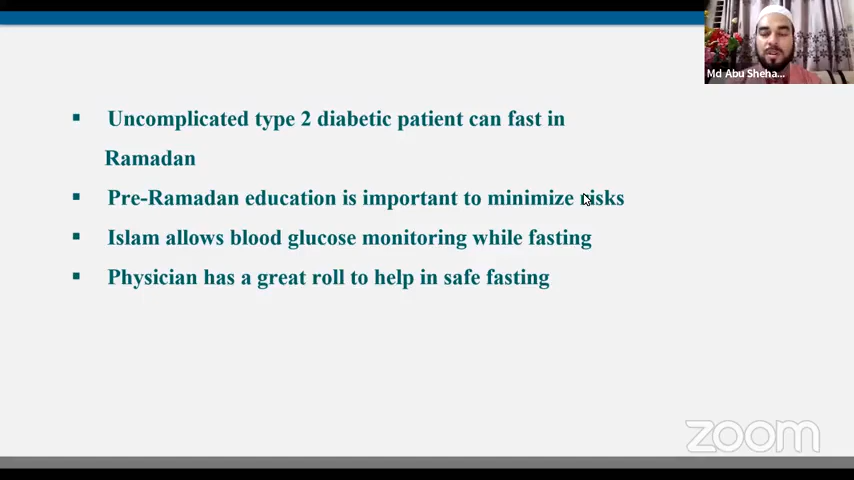 Md Abu Sheha...
▪ Uncomplicated type 2 diabetic patient can fast in
Ramadan
▪ Pre-Ramadan education is important to minimize risks
▪ Islam allows blood glucose monitoring while fasting
▪ Physician has a great roll to help in safe fasting
zoom